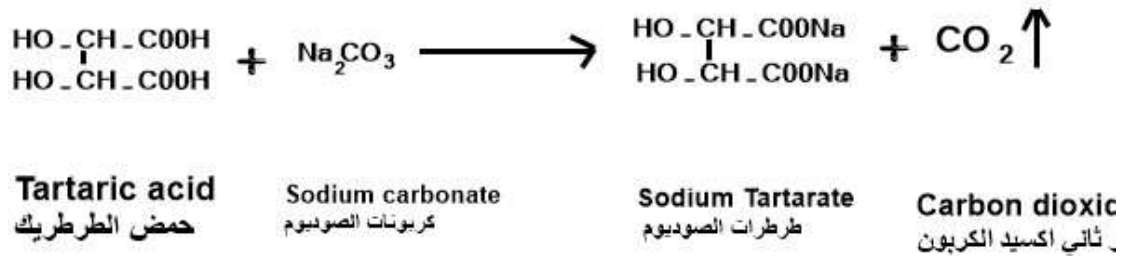 HO - CH - C00H + Na2CO3 → HO - CH - C00Na + CO2 ↑
HO - CH - C00H HO - CH - C00Na
Tartaric acid Sodium carbonate Sodium Tartarate Carbon dioxid
حمض الطرطريك كربونات الصوديوم طرطرات الصوديوم ثاني اكسيد الكربون